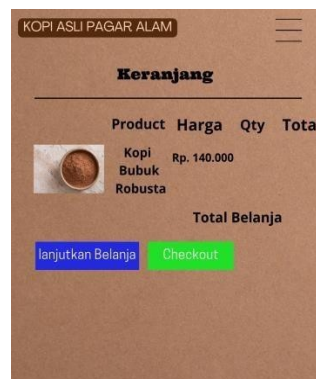 KOPI ASLI PAGAR ALAM
Keranjang
Product Harga Qty Tota
Kopi Bubuk Robusta
Rp. 140.000
Total Belanja
lanjutkan Belanja
Checkout